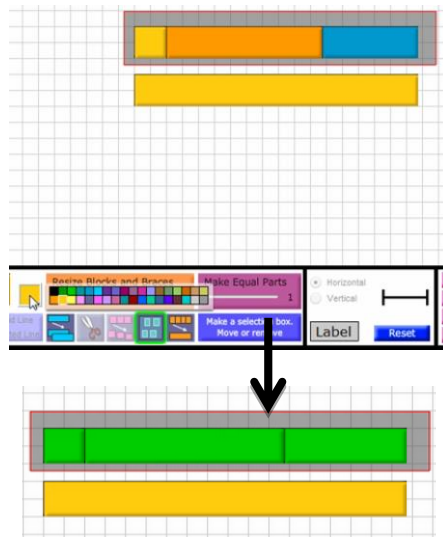 Resize Blocks and Braces
Make Equal Parts
1
Horizontal
Vertical
Make a selection box.
Move or remove
Label
Reset